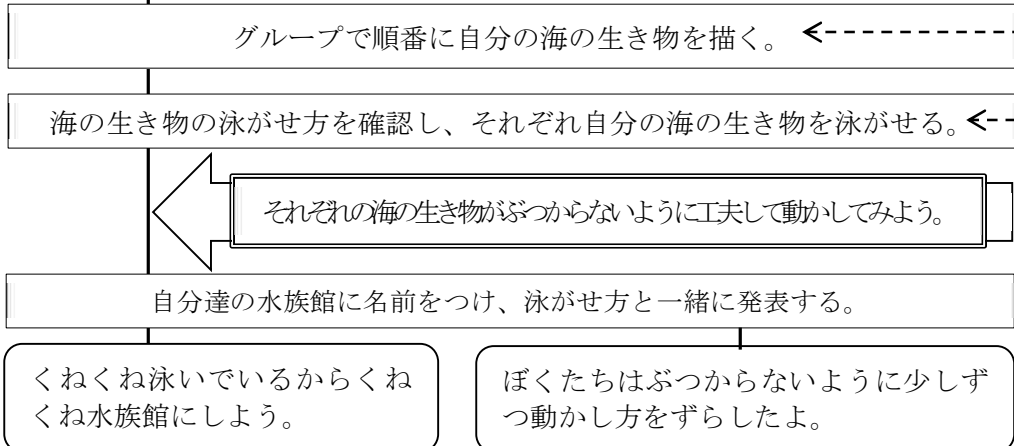 グループで順番に自分の海の生き物を描く。
海の生き物の泳がせ方を確認し、それぞれ自分の海の生き物を泳がせる。
それぞれの海の生き物がぶつからないように工夫して動かしてみよう。
自分達の水族館に名前をつけ、泳がせ方と一緒に発表する。
くねくね泳いでいるからくね
くね水族館にしよう。
ぼくたちはぶつからないように少しず
つ動かし方をずらしたよ。